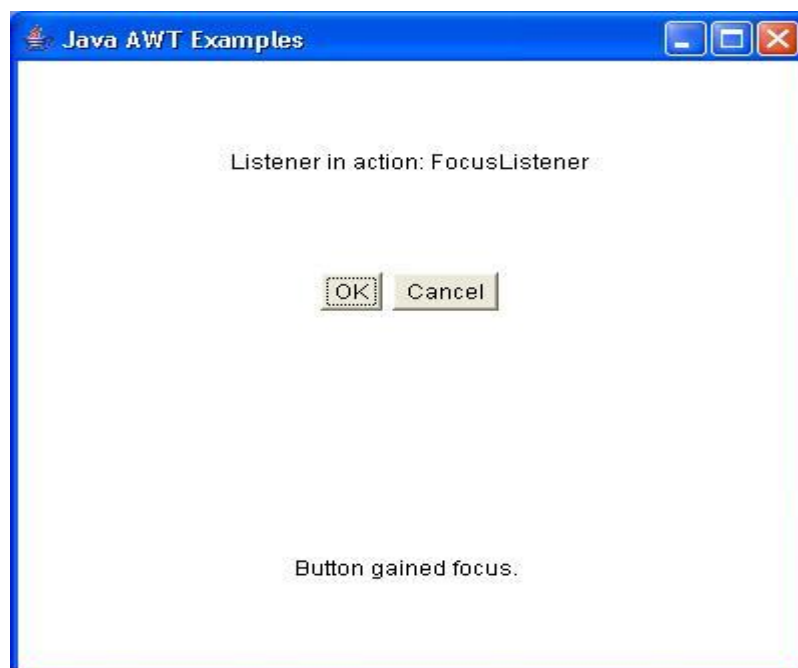 Java AWT Examples
Listener in action: FocusListener
OK Cancel
Button gained focus.